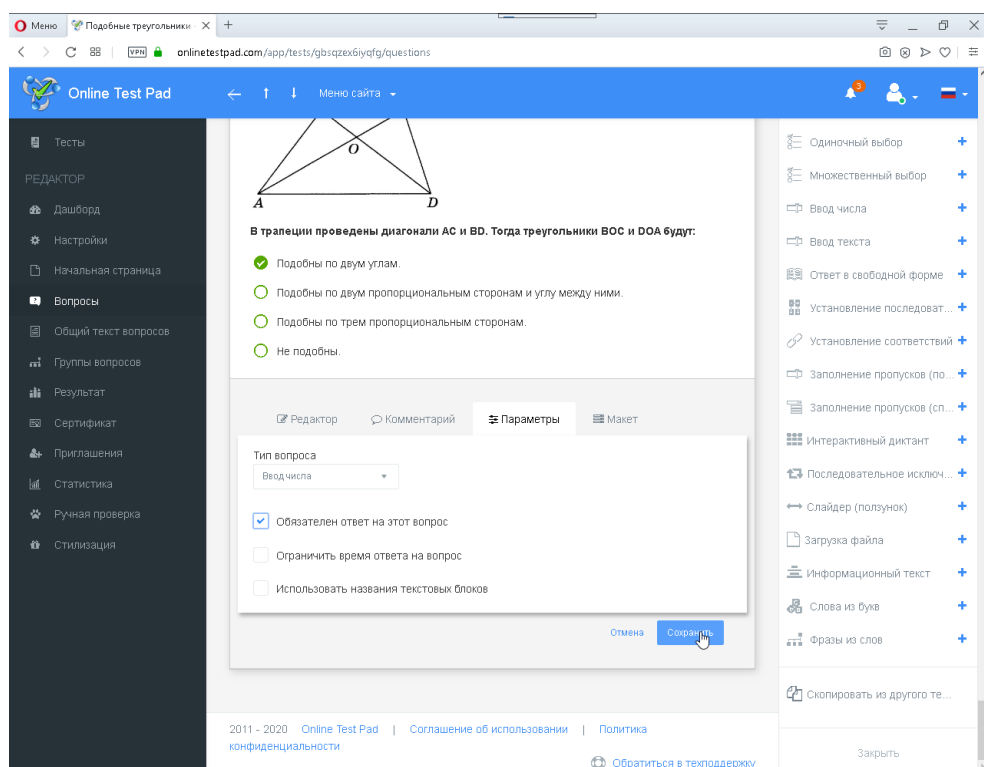 Меню
Подобные треугольники
VPN
onlinetestpad.com/app/tests/gbsqzex6iyqfg/questions
Online Test Pad
Меню сайта
3
Тесты
РЕДАКТОР
Дашборд
Настройки
Начальная страница
Вопросы
Общий текст вопросов
Группы вопросов
Результат
Сертификат
Приглашения
Статистика
Ручная проверка
Стилизация
O
A
D
В трапеции проведены диагонали AC и BD. Тогда треугольники BOC и DOA будут:
Подобны по двум углам.
Подобны по двум пропорциональным сторонам и углу между ними.
Подобны по трем пропорциональным сторонам.
Не подобны.
Редактор
Комментарий
Параметры
Макет
Тип вопроса
Ввод числа
Обязателен ответ на этот вопрос
Ограничить время ответа на вопрос
Использовать названия текстовых блоков
Отмена
Сохранить
2011 - 2020 Online Test Pad | Соглашение об использовании | Политика
конфиденциальности
Обратиться в техподдержку
Одиночный выбор
Множественный выбор
Ввод числа
Ввод текста
Ответ в свободной форме
Установление последоват...
Установление соответствий
Заполнение пропусков (по...
Заполнение пропусков (сп...
Интерактивный диктант
Последовательное исключ...
Слайдер (ползунок)
Загрузка файла
Информационный текст
Слова из букв
Фразы из слов
Скопировать из другого те...
Закрыть